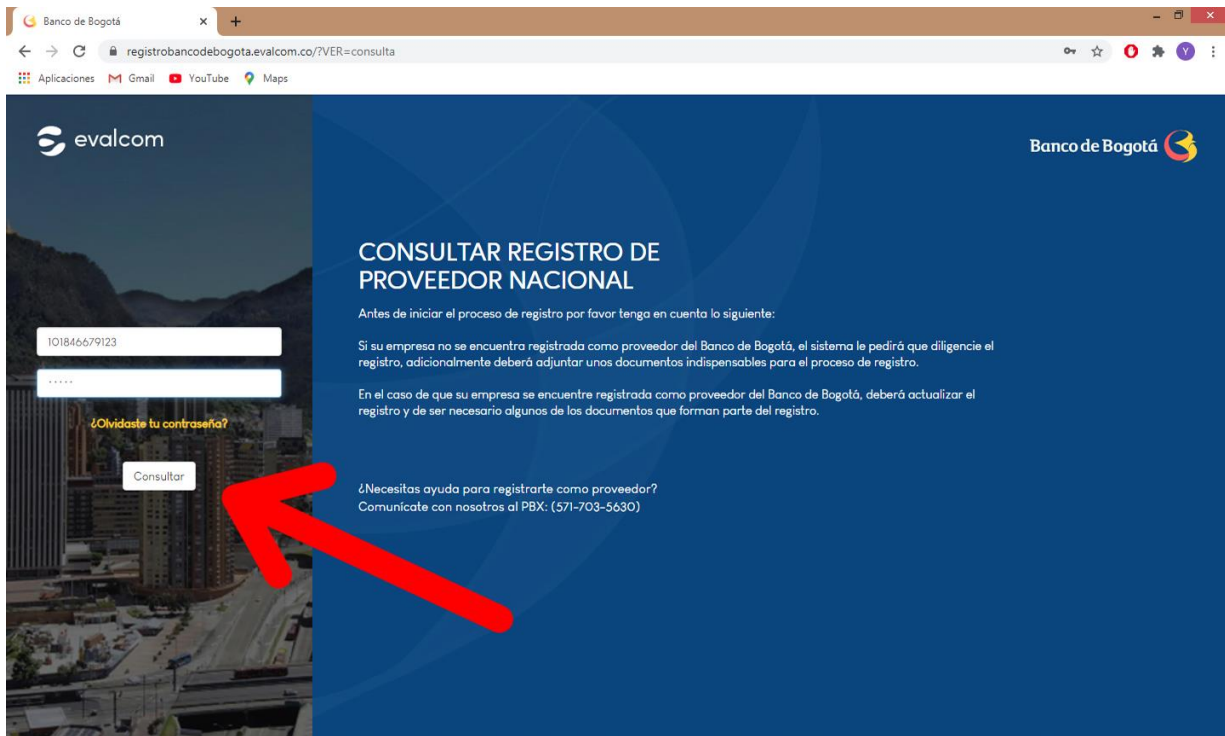 Banco de Bogotá
registrobancodebogota.evalcom.co/?VER=consulta
Aplicaciones Gmail YouTube Maps
Y
evalcom
Banco de Bogotá
CONSULTAR REGISTRO DE
PROVEEDOR NACIONAL
Antes de iniciar el proceso de registro por favor tenga en cuenta lo siguiente:
Si su empresa no se encuentra registrada como proveedor del Banco de Bogotá, el sistema le pedirá que diligencie el
registro, adicionalmente deberá adjuntar unos documentos indispensables para el proceso de registro.
En el caso de que su empresa se encuentre registrada como proveedor del Banco de Bogotá, deberá actualizar el
registro y de ser necesario algunos de los documentos que forman parte del registro.
¿Necesitas ayuda para registrarte como proveedor?
Comunícate con nosotros al PBX: (571-703-5630)
101846679123
·····
¿Olvidaste tu contraseña?
Consultar